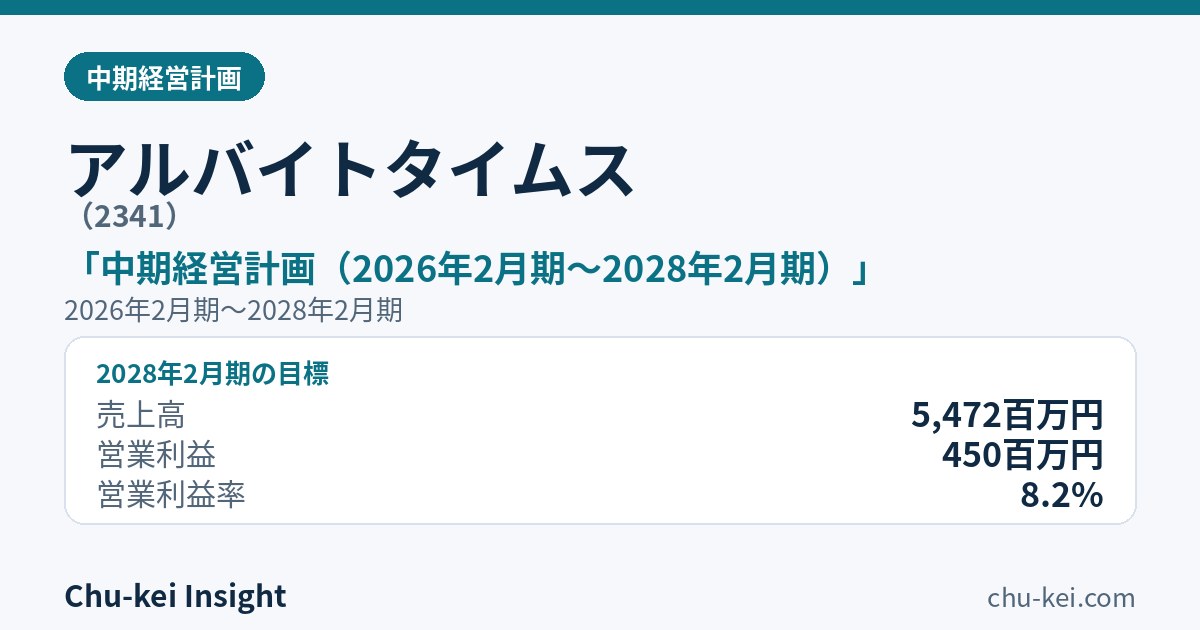 中期経営計画
アルバイトタイムス
（2341）
「中期経営計画（2026年2月期〜2028年2月期）」
2026年2月期〜2028年2月期
2028年2月期の目標
売上高 5,472百万円
営業利益 450百万円
営業利益率 8.2%
Chu-kei Insight chu-kei.com